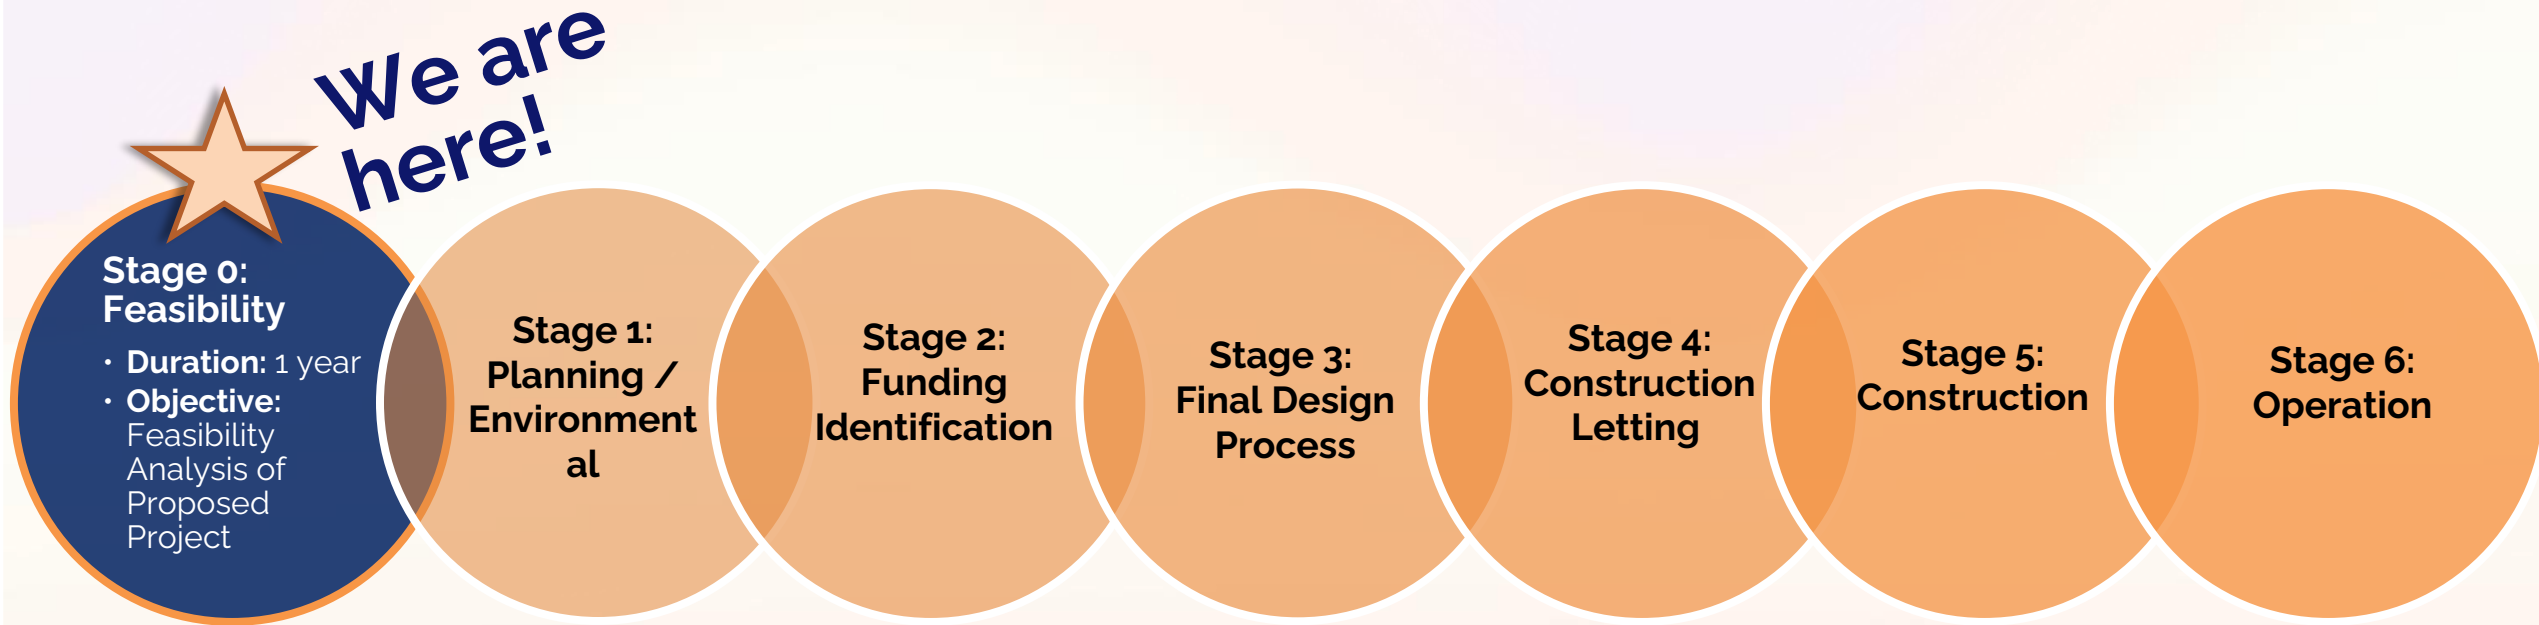 We are
here!
Stage 0:
Feasibility
• Duration: 1 year
• Objective:
Feasibility
Analysis of
Proposed
Project
Stage 1:
Planning /
Environment
al
Stage 2:
Funding
Identification
Stage 3:
Final Design
Process
Stage 4:
Construction
Letting
Stage 5:
Construction
Stage 6:
Operation